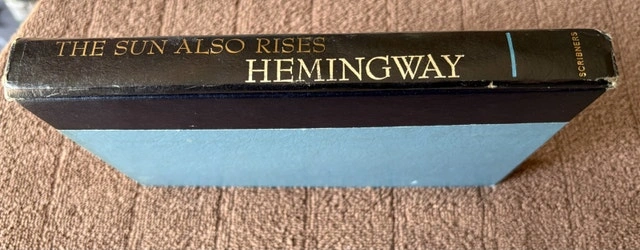 THE SUN ALSO RISES
HEMINGWAY
SCRIBNERS